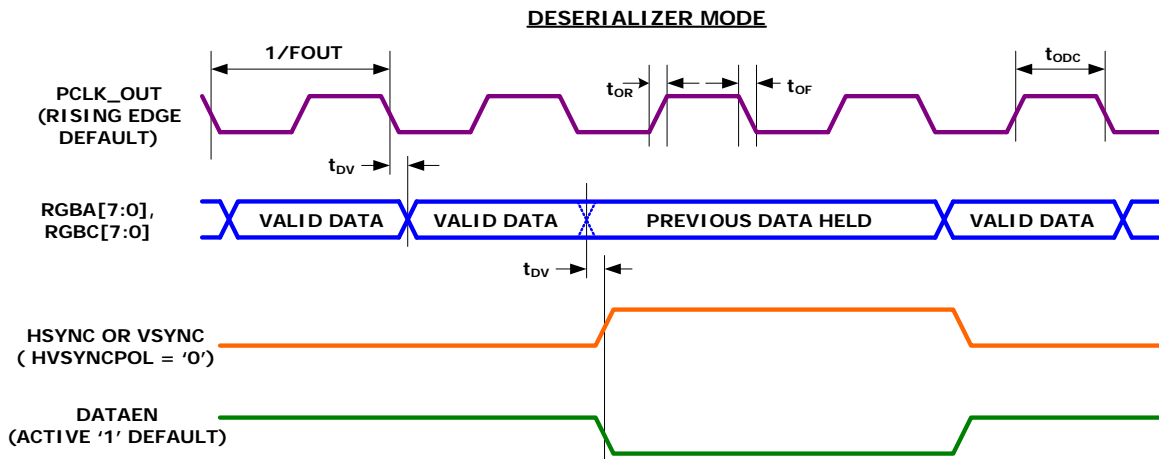 DESERIALIZER MODE
1/FOUT
tOR
tOF
tODC
PCLK_OUT
(RISING EDGE
DEFAULT)
tDV
RGBA[7:0],
RGBC[7:0]
VALID DATA
VALID DATA
PREVIOUS DATA HELD
VALID DATA
tDV
HSYNC OR VSYNC
( HVSYNCPOL = ‘0’)
DATAEN
(ACTIVE ‘1’ DEFAULT)